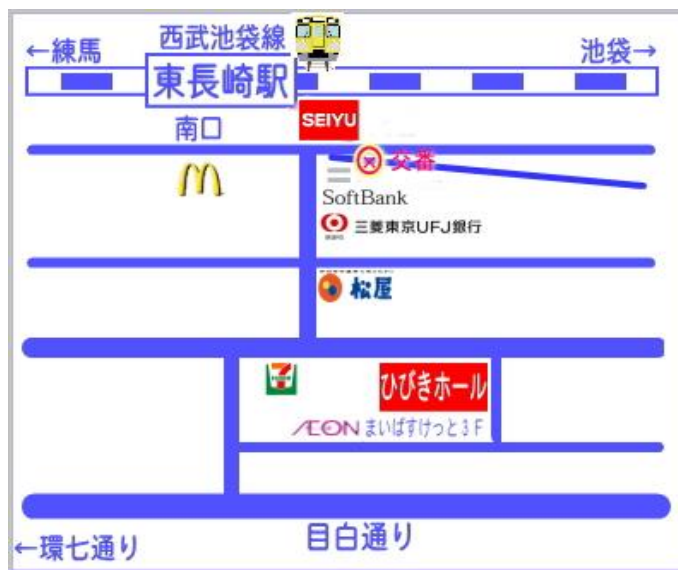 西武池袋線
←練馬
池袋→
東長崎駅
南口
SEIYU
交番
SoftBank
三菱東京UFJ銀行
松屋
7
ひびきホール
ÆON まいばすけっと3F
目白通り
←環七通り